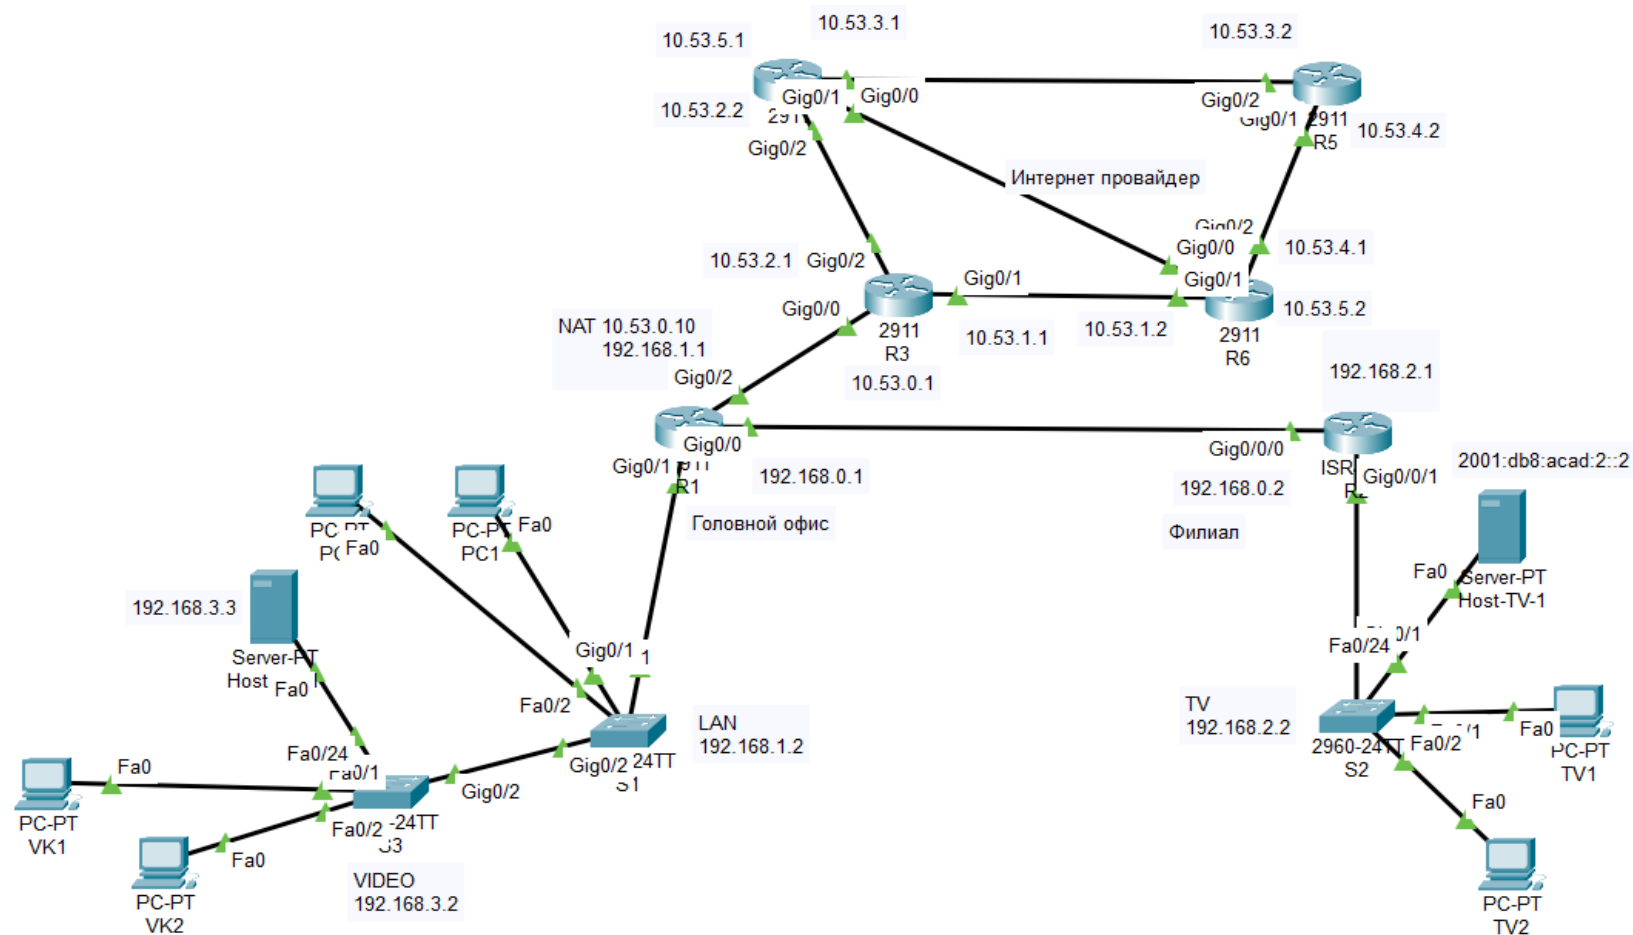 10.53.5.1
10.53.3.1
10.53.3.2
Gig0/1
Gig0/0
Gig0/2
10.53.2.2
Gig0/2
2911
R5
10.53.4.2
Интернет провайдер
10.53.2.1
Gig0/2
Gig0/0
10.53.4.1
Gig0/1
Gig0/1
10.53.5.2
Gig0/0
NAT 10.53.0.10
192.168.1.1
2911
R3
10.53.1.1
10.53.1.2
2911
R6
Gig0/2
10.53.0.1
192.168.2.1
Gig0/0
Gig0/0/0
Gig0/1
R1
192.168.0.1
192.168.0.2
Gig0/0/1
2001:db8:acad:2::2
Головной офис
Филиал
Fa0
PC1
Fa0
192.168.3.3
Server-PT
Host
Fa0
Fa0
Server-PT
Host-TV-1
Gig0/1
Fa0/24
Fa0/2
LAN
192.168.1.2
TV
192.168.2.2
Fa0/2
Fa0
PC-PT
TV1
2960-24TT
S2
Fa0/24
Gig0/2
24TT
S1
Fa0
Fa0/1
Gig0/2
PC-PT
VK1
Fa0/2
-24TT
Fa0
Fa0
VIDEO
192.168.3.2
PC-PT
VK2
PC-PT
TV2